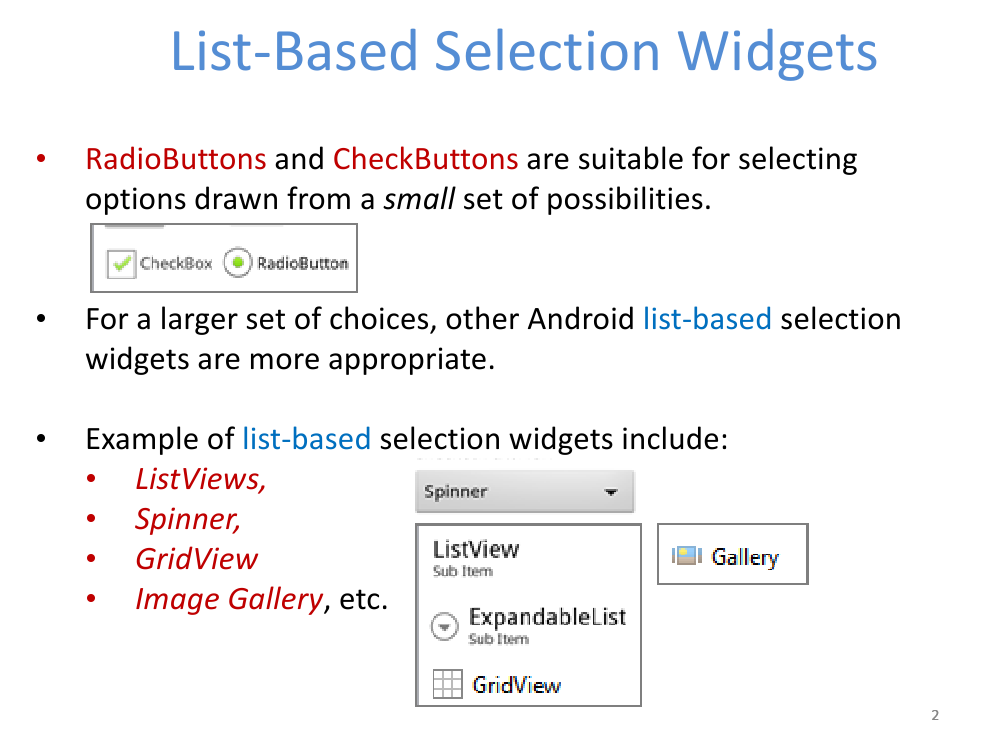 List-Based Selection Widgets
• RadioButtons and CheckButtons are suitable for selecting
options drawn from a small set of possibilities.
CheckBox RadioButton
• For a larger set of choices, other Android list-based selection
widgets are more appropriate.
• Example of list-based selection widgets include:
• ListViews,
• Spinner,
• GridView
• Image Gallery, etc.
Spinner
ListView
Sub Item
ExpandableList
Sub Item
GridView
Gallery
2